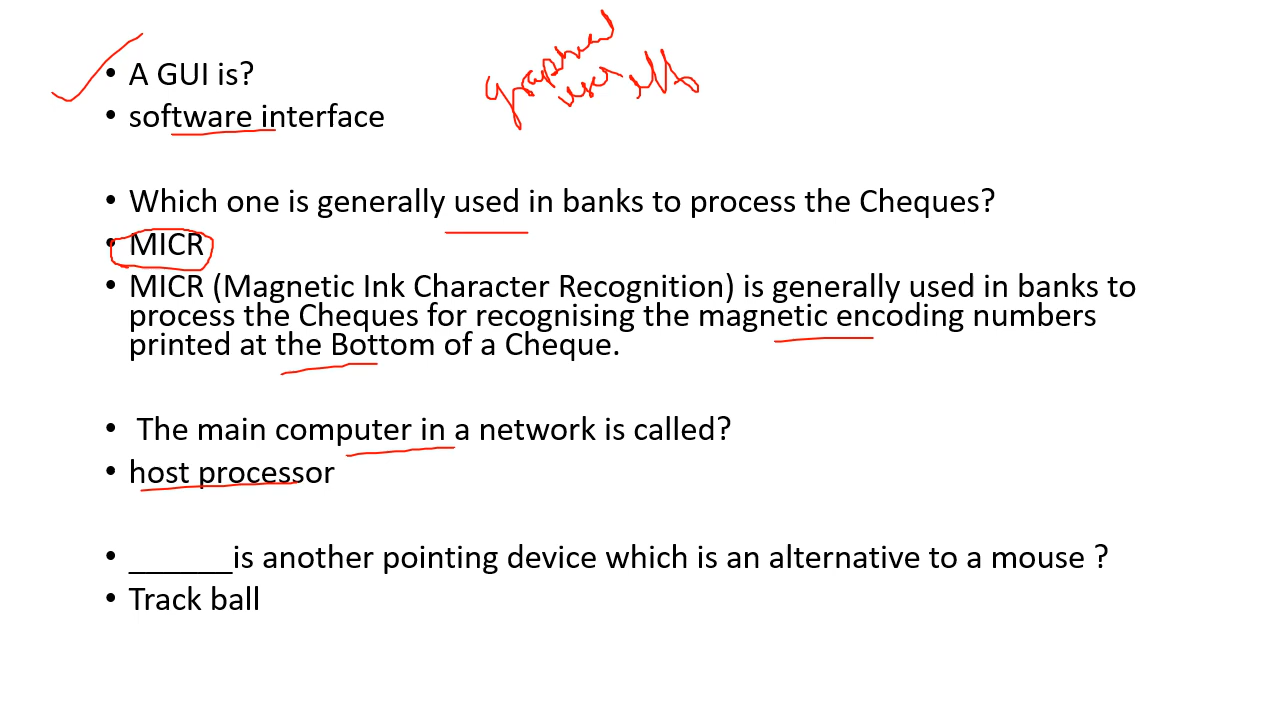 graphical
user
• A GUI is?
• software interface
• Which one is generally used in banks to process the Cheques?
• MICR
• MICR (Magnetic Ink Character Recognition) is generally used in banks to
process the Cheques for recognising the magnetic encoding numbers
printed at the Bottom of a Cheque.
• The main computer in a network is called?
• host processor
• ______is another pointing device which is an alternative to a mouse ?
• Track ball